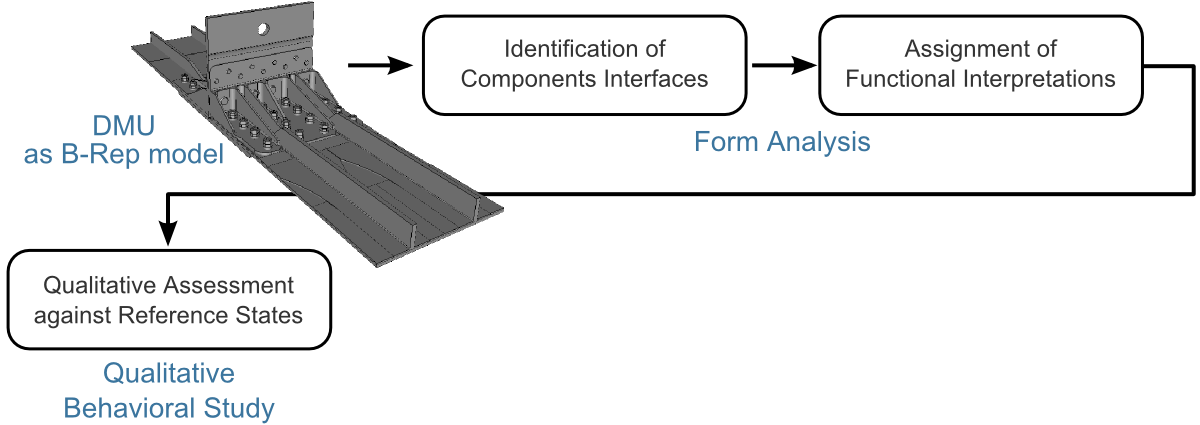 DMU
as B-Rep model
Identification of
Components Interfaces
Assignment of
Functional Interpretations
Form Analysis
Qualitative Assessment
against Reference States
Qualitative
Behavioral Study